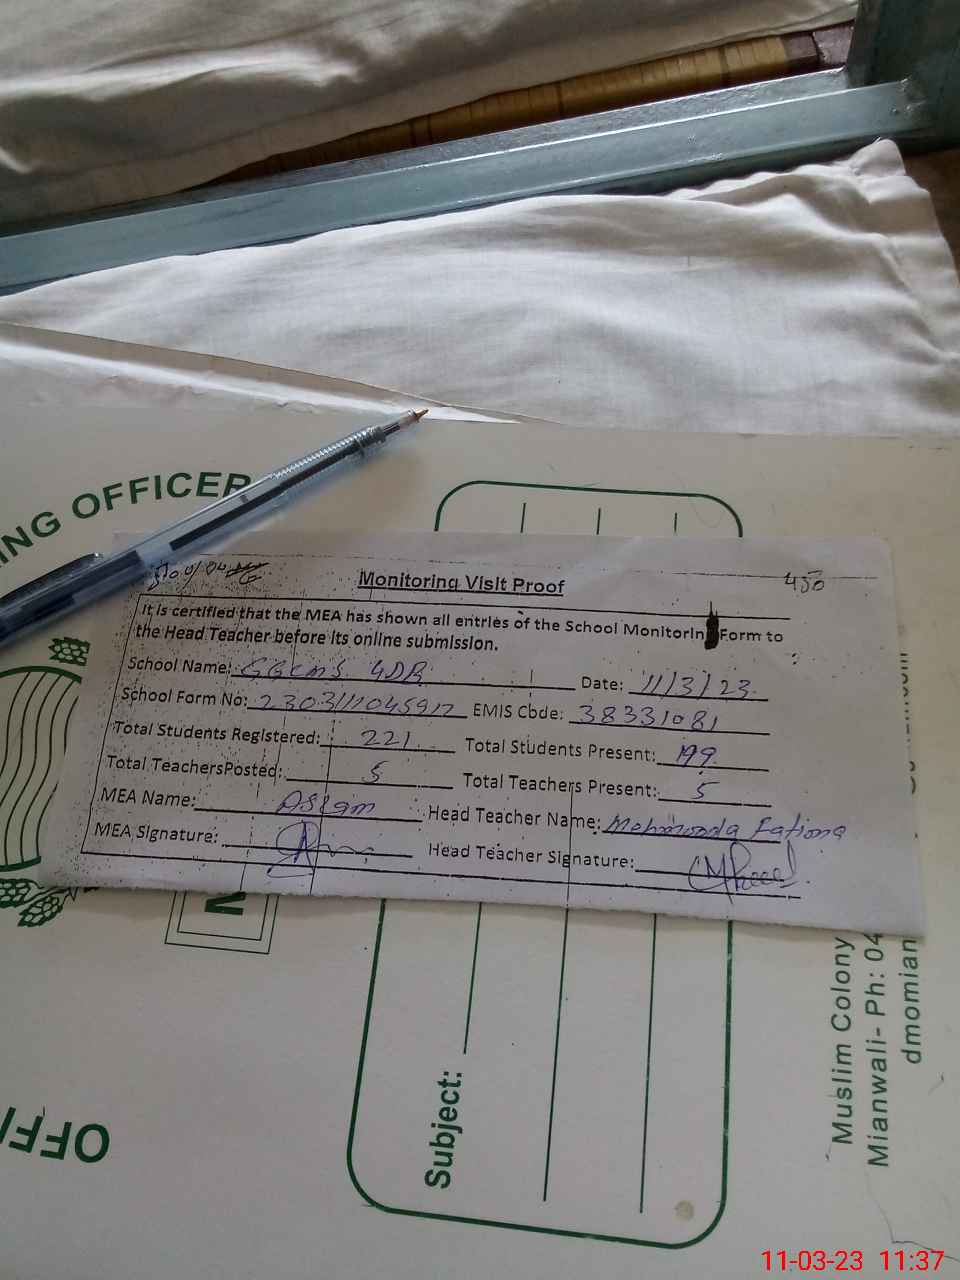 ING OFFICER
Monitoring Visit Proof 450
It is certified that the MEA has shown all entries of the School Monitorin Form to
the Head Teacher before its online submission.
School Name: GGCMS 4DB Date: 11/3/23
School Form No: EMIS Code: 38331081
Total Students Registered: 221 Total Students Present: 199
Total TeachersPosted: 5 Total Teachers Present: 5
MEA Name: Aslam Head Teacher Name: Fatima
MEA Signature: Head Teacher Signature:
Subject:
Muslim Colony
Mianwali- Ph: 04
dmomian
OFFI
11-03-23 11:37